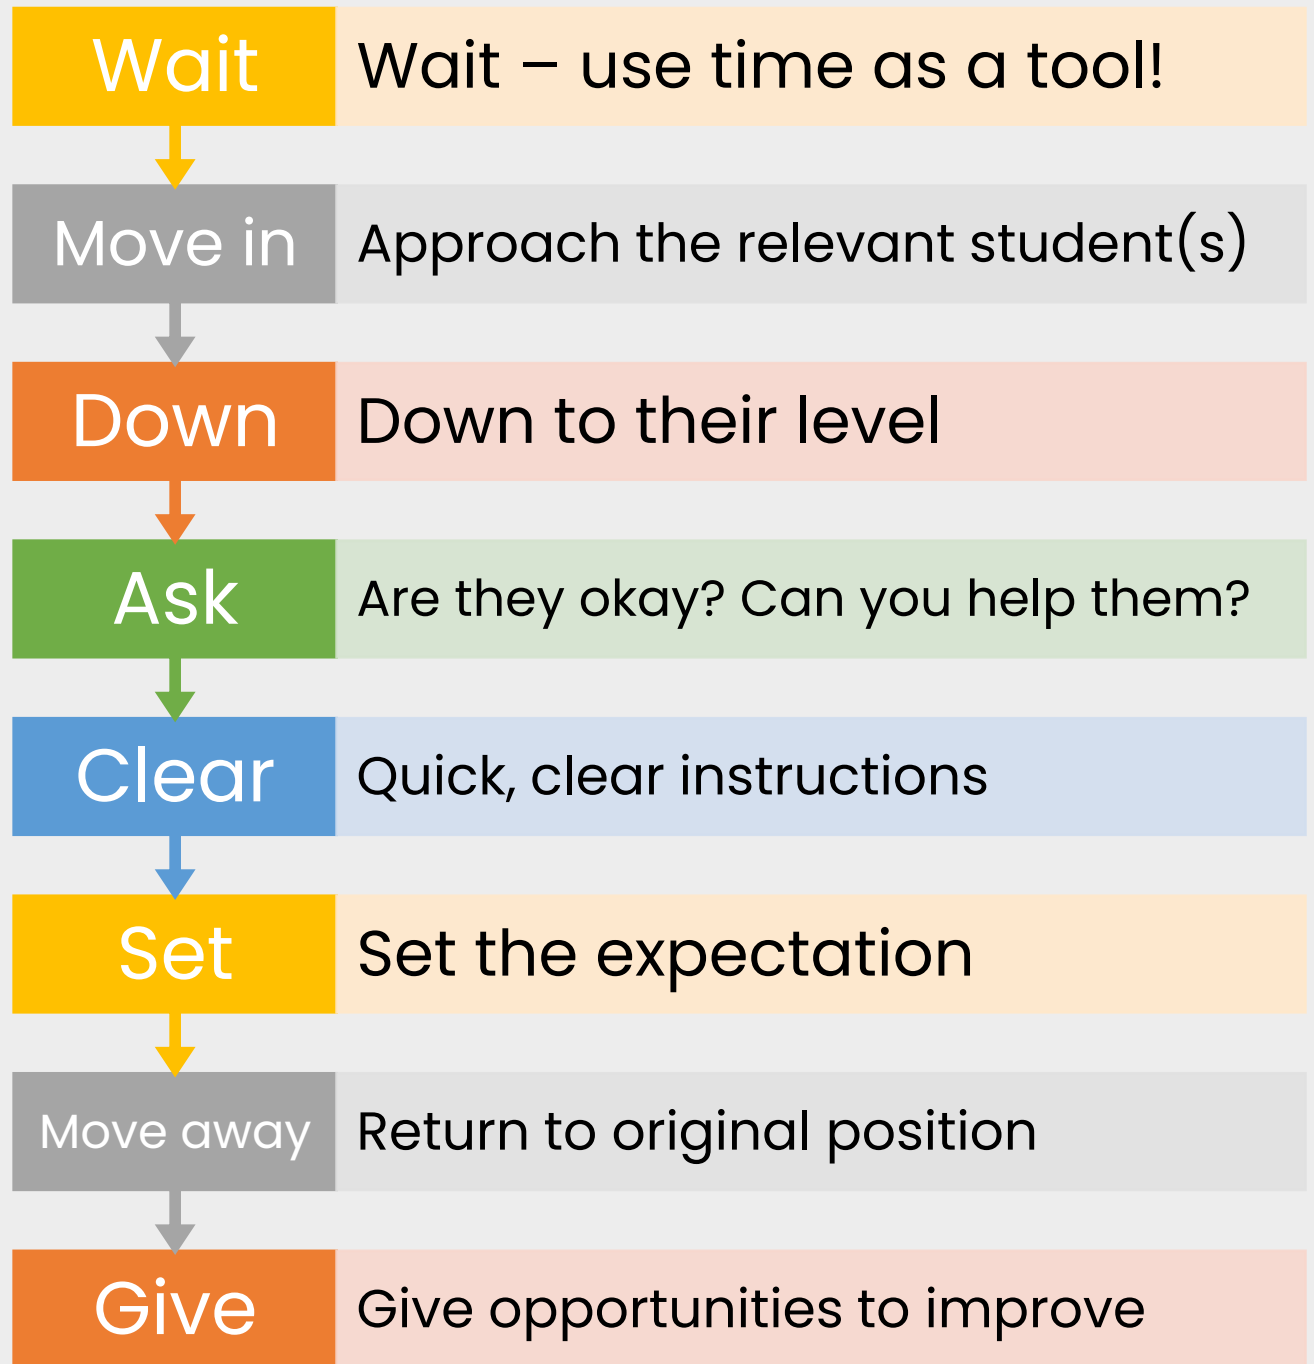 Wait
Wait – use time as a tool!
Move in
Approach the relevant student(s)
Down
Down to their level
Ask
Are they okay? Can you help them?
Clear
Quick, clear instructions
Set
Set the expectation
Move away
Return to original position
Give
Give opportunities to improve